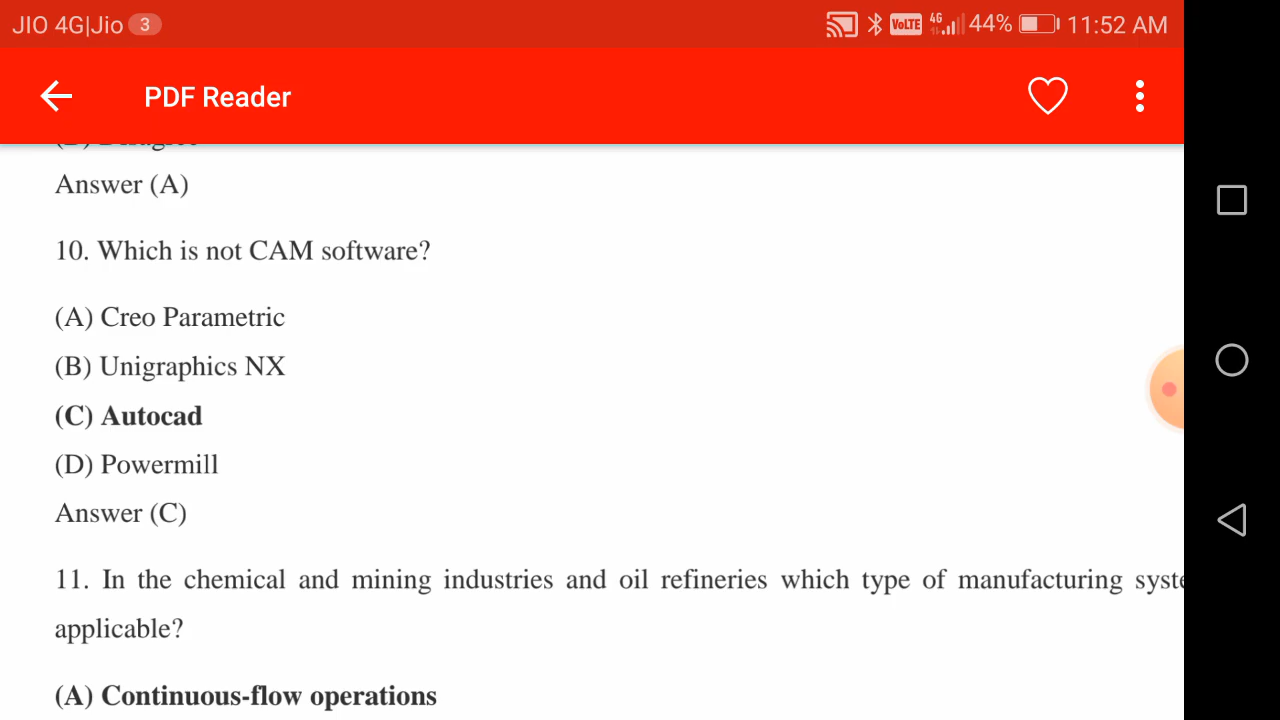 JIO 4G|Jio 3 VoLTE 4G 44% 11:52 AM
PDF Reader
Answer (A)
10. Which is not CAM software?
(A) Creo Parametric
(B) Unigraphics NX
(C) Autocad
(D) Powermill
Answer (C)
11. In the chemical and mining industries and oil refineries which type of manufacturing syste
applicable?
(A) Continuous-flow operations